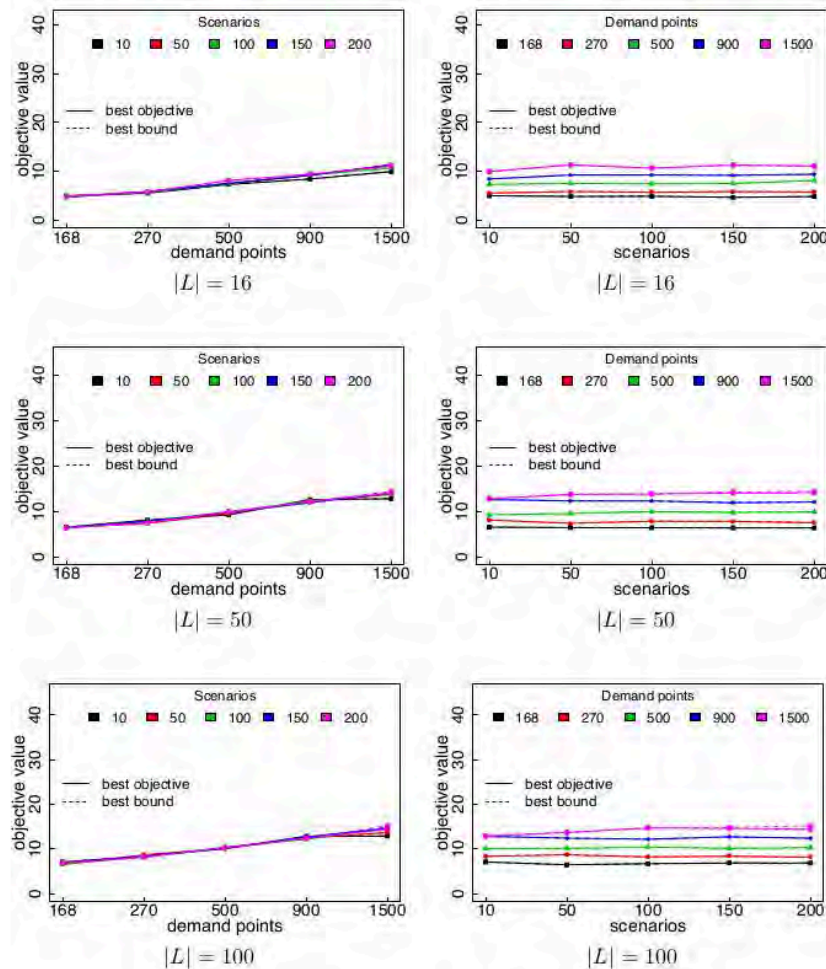 Scenarios
10 50 100 150 200
best objective
best bound
objective value
0 10 20 30 40
168 270 500 900 1500
demand points
|L| = 16
Demand points
168 270 500 900 1500
best objective
best bound
objective value
0 10 20 30 40
10 50 100 150 200
scenarios
|L| = 16
Scenarios
10 50 100 150 200
best objective
best bound
objective value
0 10 20 30 40
168 270 500 900 1500
demand points
|L| = 50
Demand points
168 270 500 900 1500
best objective
best bound
objective value
0 10 20 30 40
10 50 100 150 200
scenarios
|L| = 50
Scenarios
10 50 100 150 200
best objective
best bound
objective value
0 10 20 30 40
168 270 500 900 1500
demand points
|L| = 100
Demand points
168 270 500 900 1500
best objective
best bound
objective value
0 10 20 30 40
10 50 100 150 200
scenarios
|L| = 100